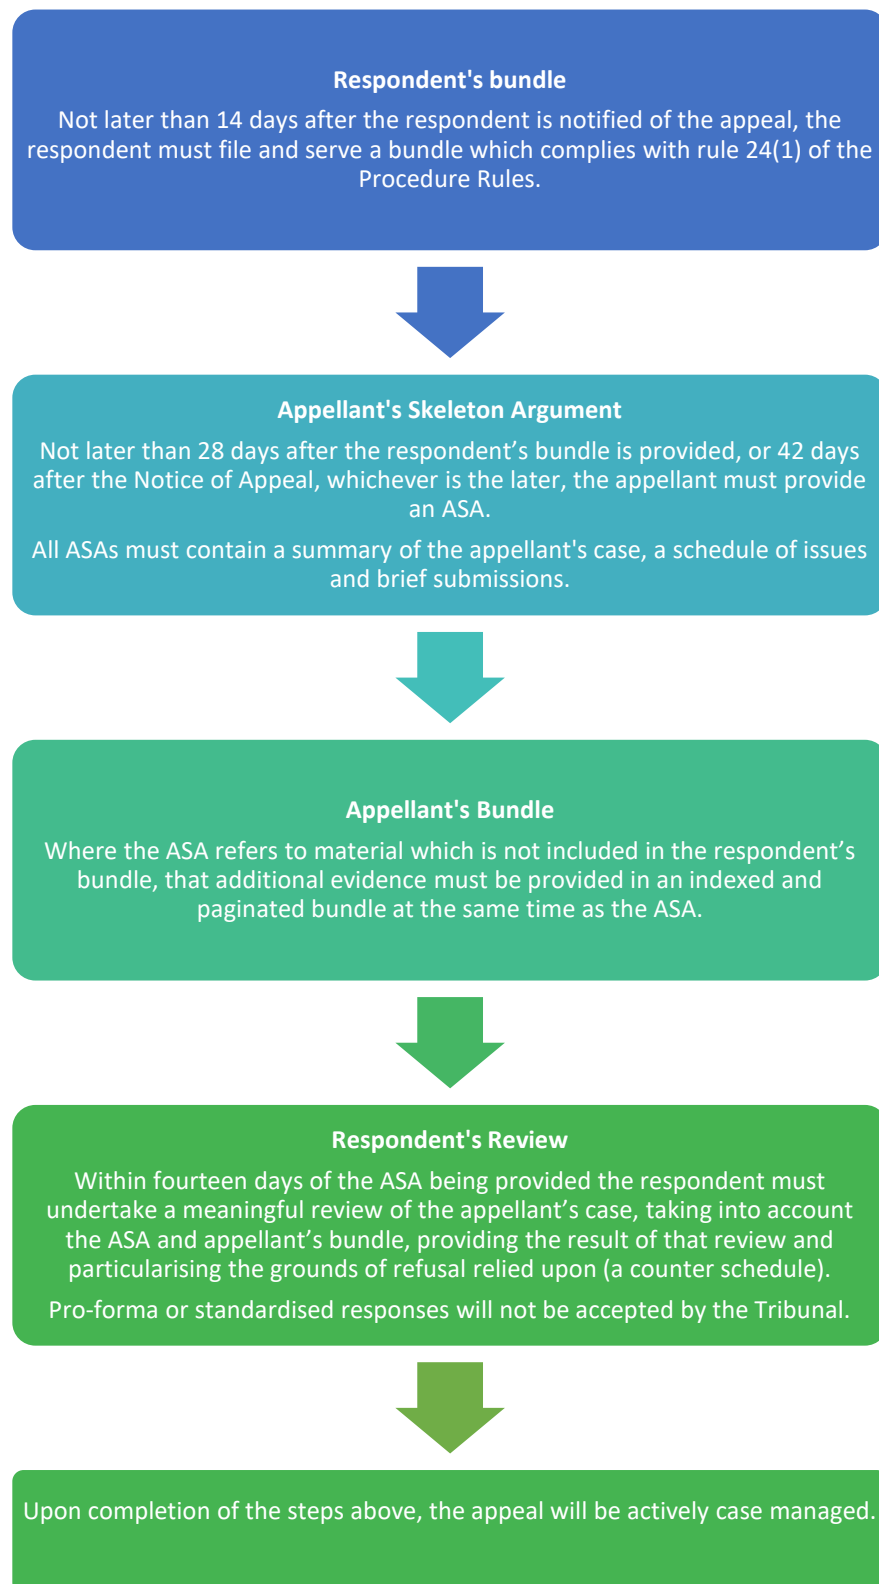 Respondent's bundle
Not later than 14 days after the respondent is notified of the appeal, the
respondent must file and serve a bundle which complies with rule 24(1) of the
Procedure Rules.
Appellant's Skeleton Argument
Not later than 28 days after the respondent’s bundle is provided, or 42 days
after the Notice of Appeal, whichever is the later, the appellant must provide
an ASA.
All ASAs must contain a summary of the appellant's case, a schedule of issues
and brief submissions.
Appellant's Bundle
Where the ASA refers to material which is not included in the respondent’s
bundle, that additional evidence must be provided in an indexed and
paginated bundle at the same time as the ASA.
Respondent's Review
Within fourteen days of the ASA being provided the respondent must
undertake a meaningful review of the appellant’s case, taking into account
the ASA and appellant’s bundle, providing the result of that review and
particularising the grounds of refusal relied upon (a counter schedule).
Pro-forma or standardised responses will not be accepted by the Tribunal.
Upon completion of the steps above, the appeal will be actively case managed.